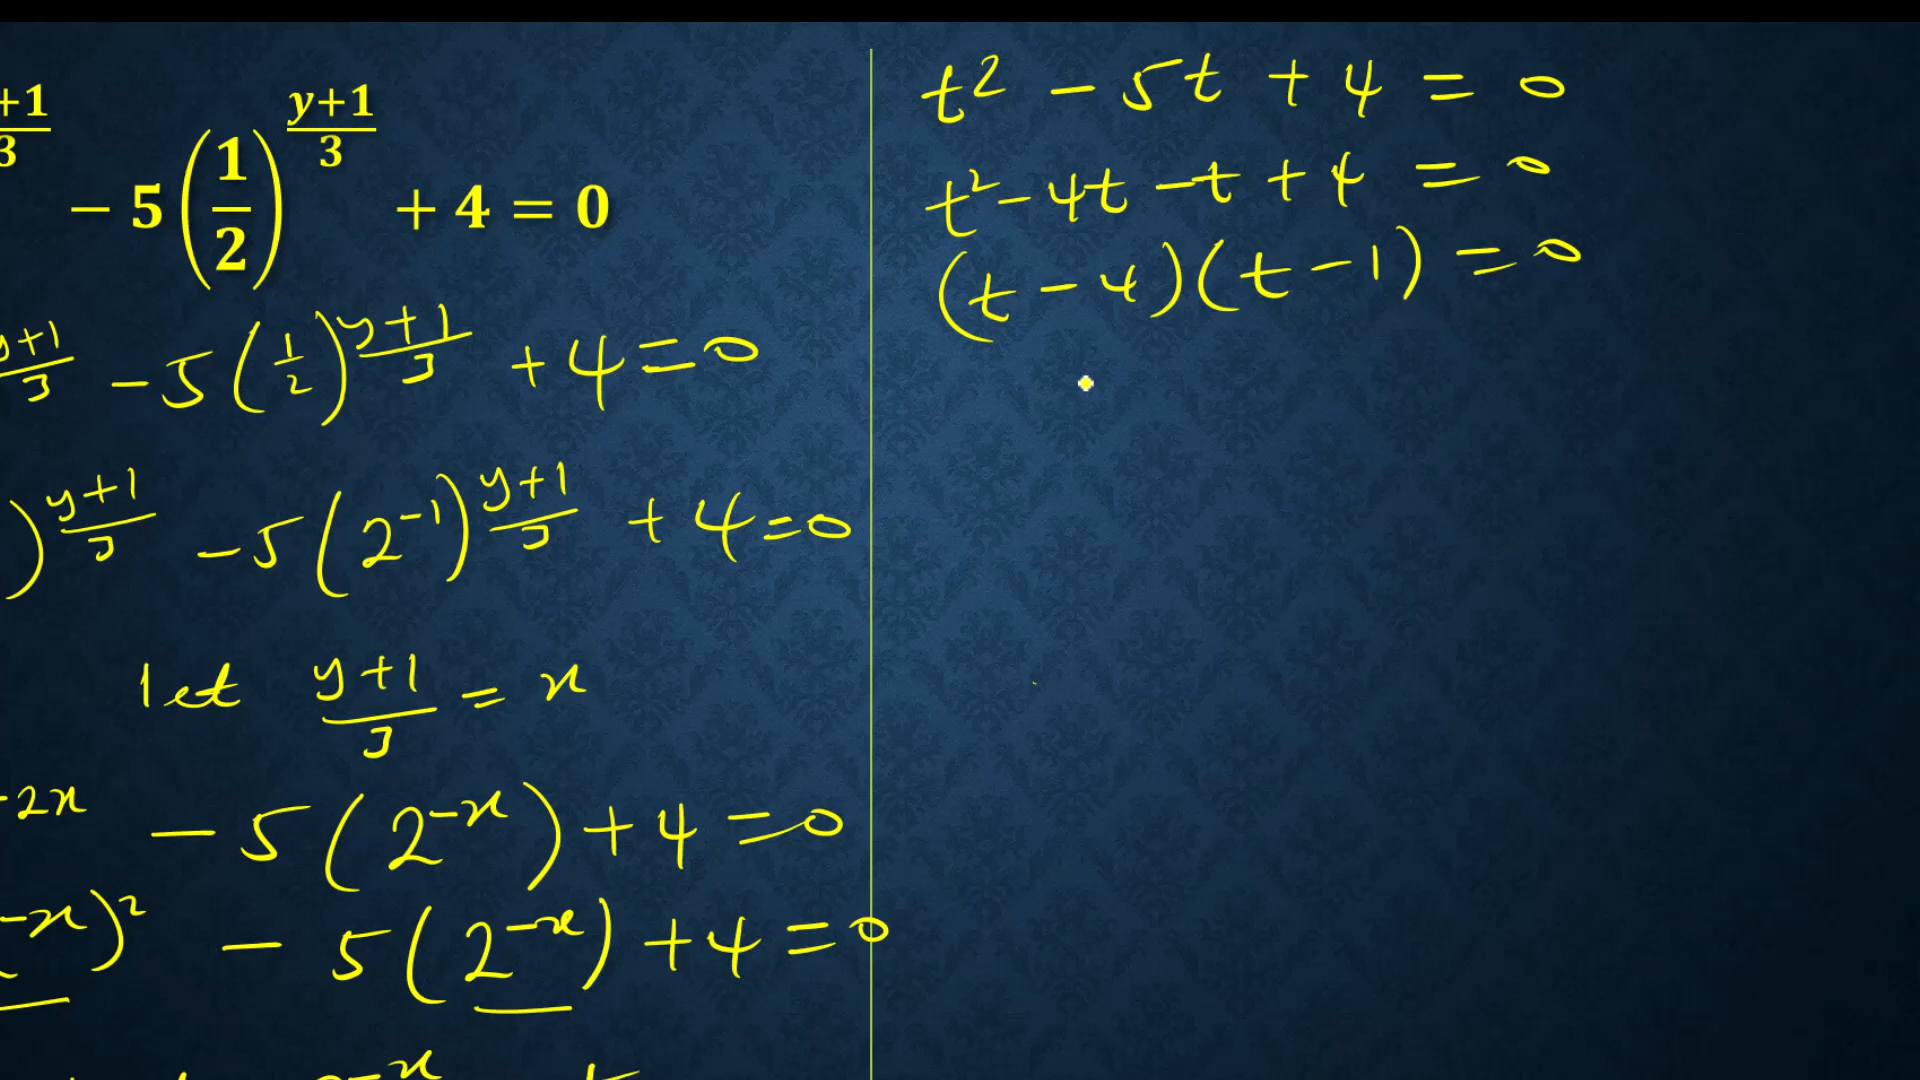 +1/3 − 5(1/2)^((y+1)/3) + 4 = 0
y+1/3 − 5(1/2)^((y+1)/3) + 4 = 0
)^((y+1)/3) − 5(2^(-1))^((y+1)/3) + 4 = 0
let (y+1)/3 = x
-2x − 5(2^(-x)) + 4 = 0
-x)² − 5(2^(-x)) + 4 = 0
t² − 5t + 4 = 0
t² − 4t − t + 4 = 0
(t − 4)(t − 1) = 0